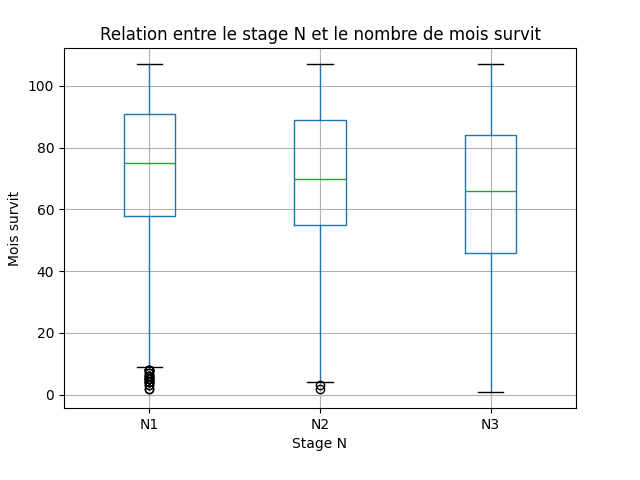 Relation entre le stage N et le nombre de mois survit
100
80
60
40
20
0
Mois survit
N1
N2
N3
Stage N